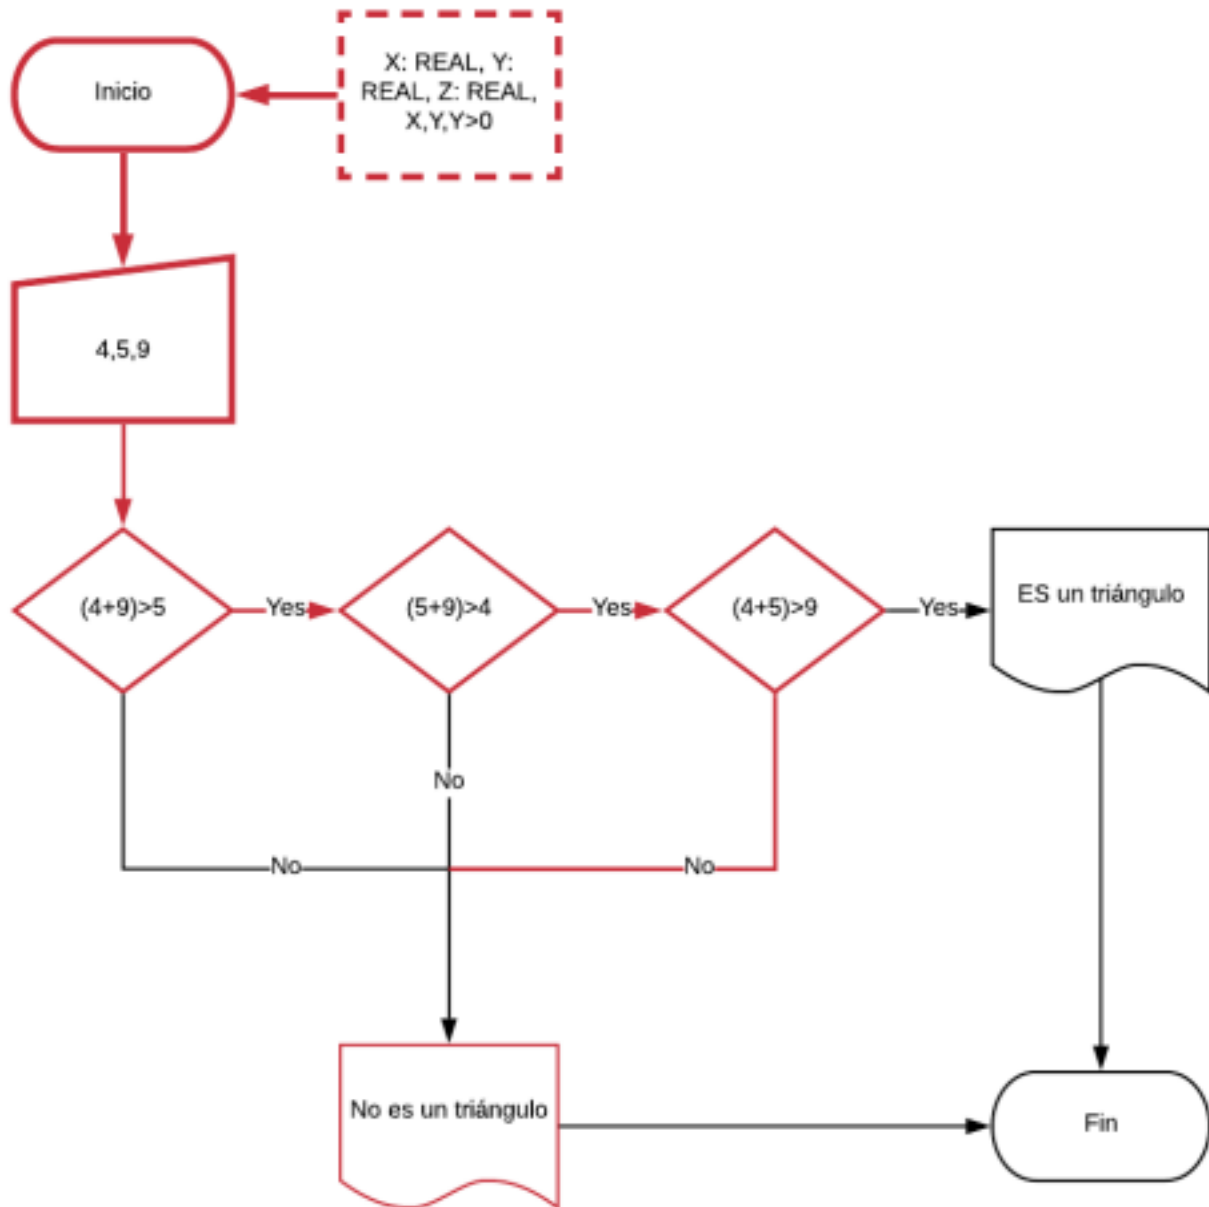 Inicio
X: REAL, Y:
REAL, Z: REAL,
X,Y,Y>0
4,5,9
(4+9)>5
Yes
(5+9)>4
Yes
(4+5)>9
Yes
ES un triángulo
No
No
No
No es un triángulo
Fin